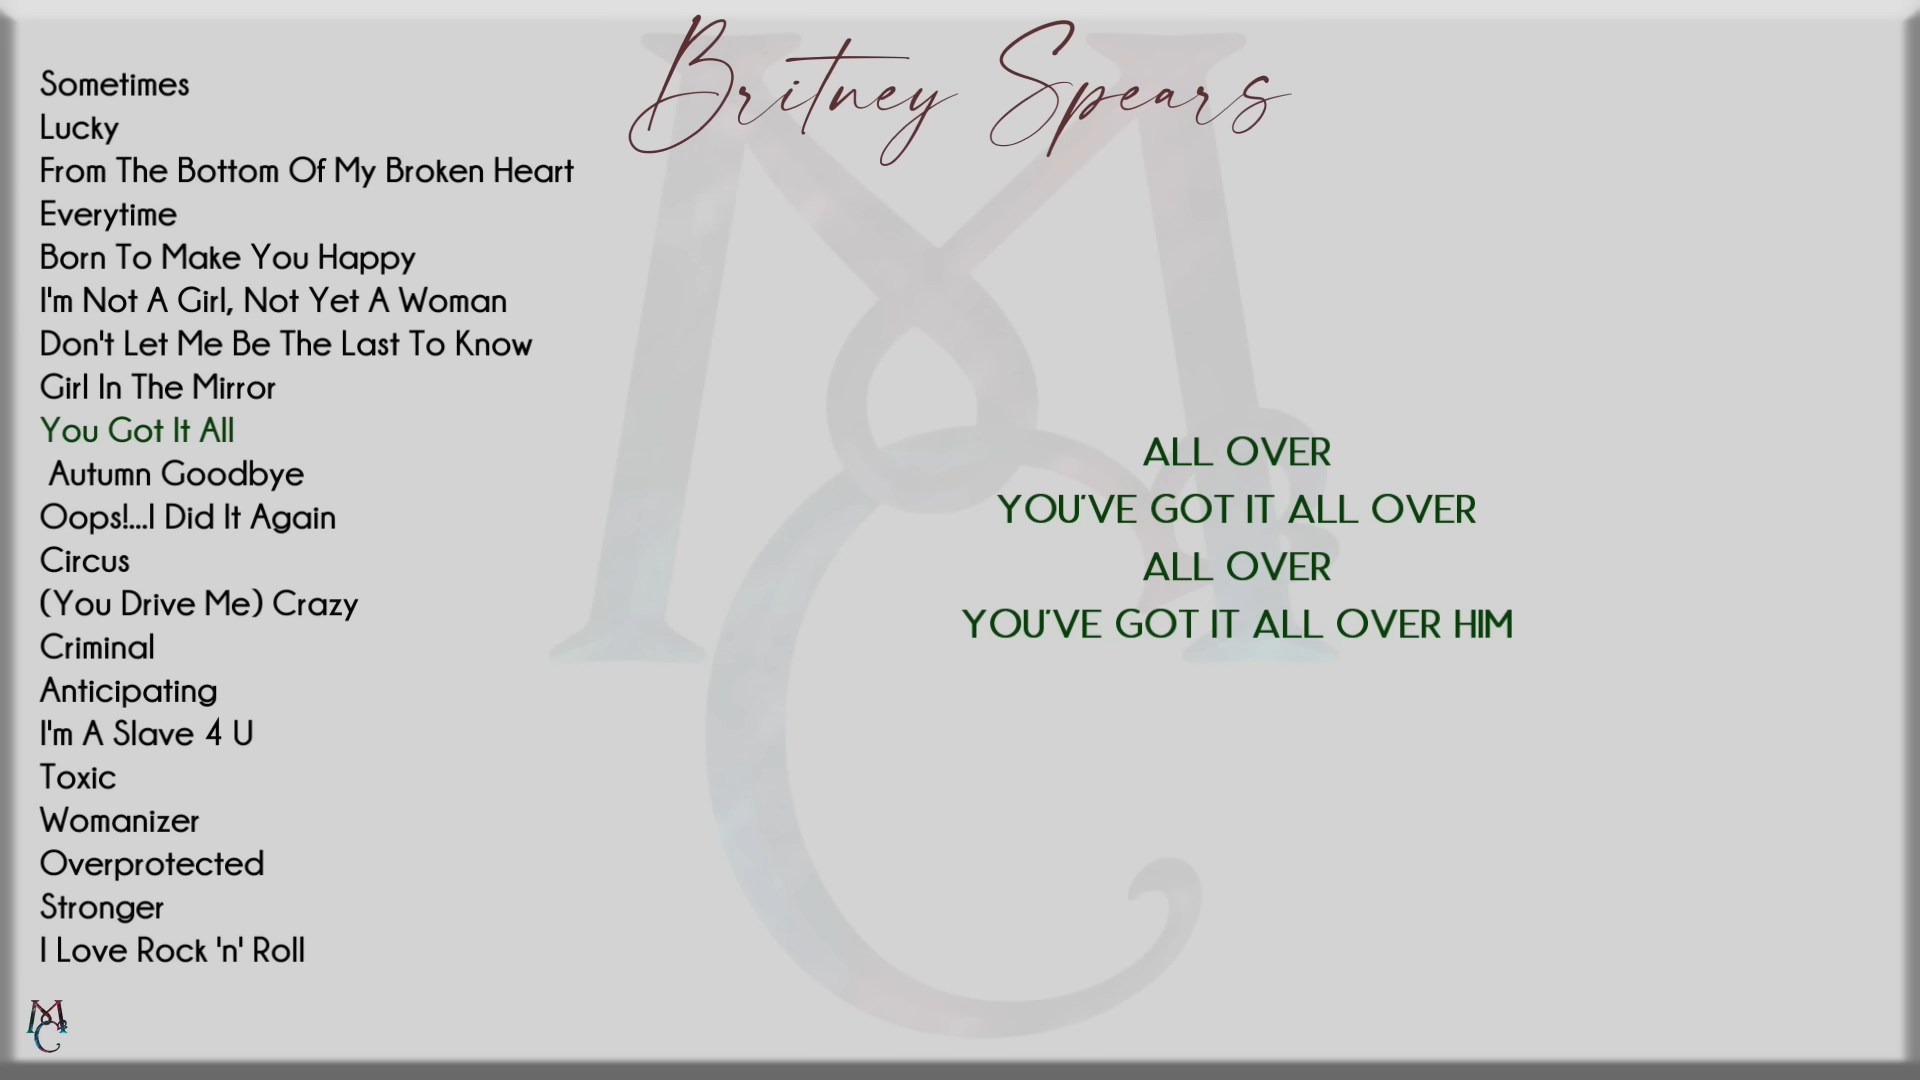 Britney Spears
Sometimes
Lucky
From The Bottom Of My Broken Heart
Everytime
Born To Make You Happy
I'm Not A Girl, Not Yet A Woman
Don't Let Me Be The Last To Know
Girl In The Mirror
You Got It All
Autumn Goodbye
Oops!...I Did It Again
Circus
(You Drive Me) Crazy
Criminal
Anticipating
I'm A Slave 4 U
Toxic
Womanizer
Overprotected
Stronger
I Love Rock 'n' Roll
ALL OVER
YOU'VE GOT IT ALL OVER
ALL OVER
YOU'VE GOT IT ALL OVER HIM